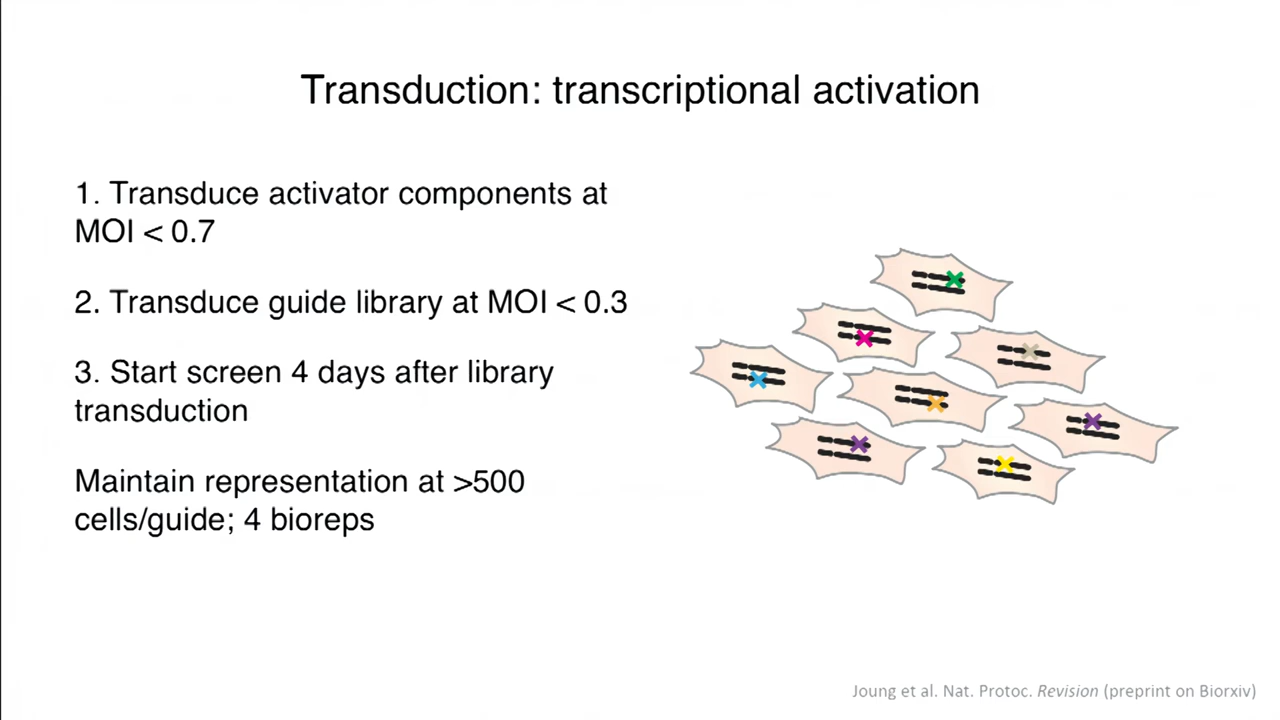 Transduction: transcriptional activation
1. Transduce activator components at
MOI < 0.7
2. Transduce guide library at MOI < 0.3
3. Start screen 4 days after library
transduction
Maintain representation at >500
cells/guide; 4 bioreps
Joung et al. Nat. Protoc. Revision (preprint on Biorxiv)